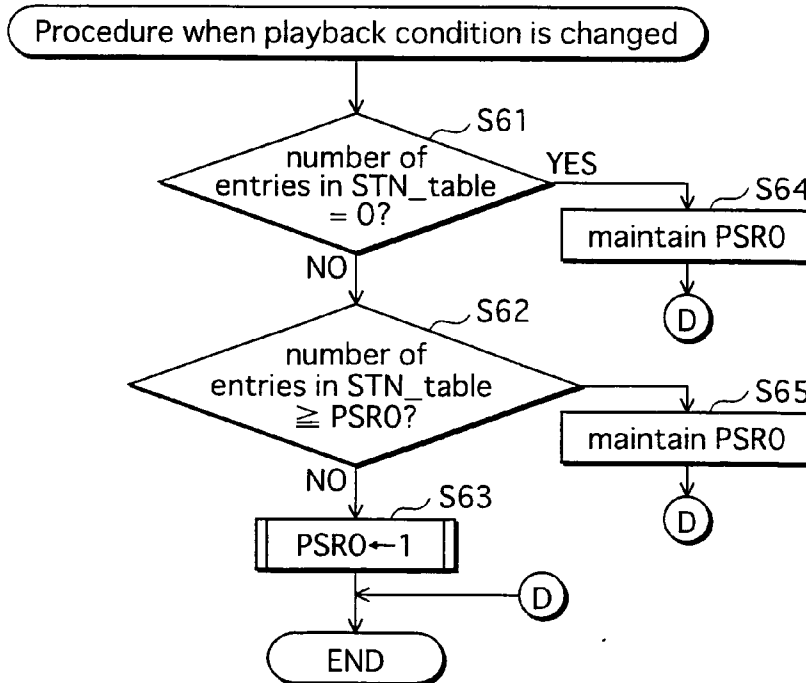 Procedure when playback condition is changed
S61
number of
entries in STN_table
= 0?
YES
S64
maintain PSR0
D
NO
S62
number of
entries in STN_table
≧ PSR0?
S65
maintain PSR0
D
NO
S63
PSR0←1
D
END